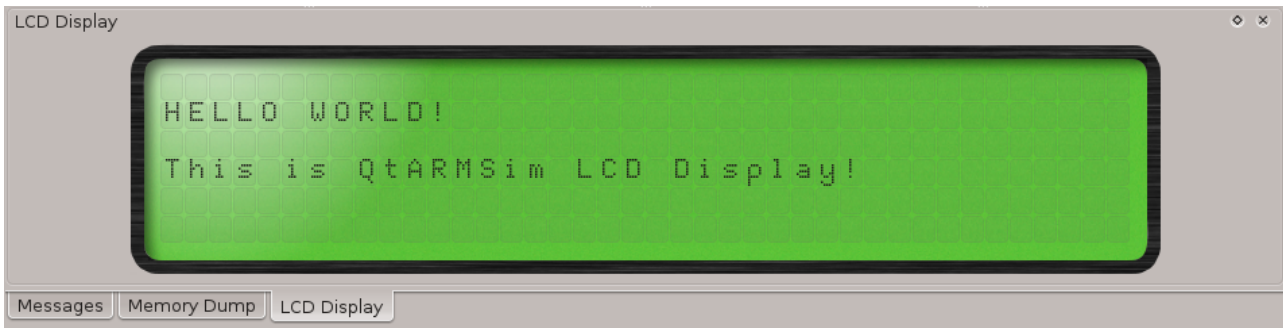 LCD Display
HELLO WORLD!
This is QtARMSim LCD Display!
Messages Memory Dump LCD Display